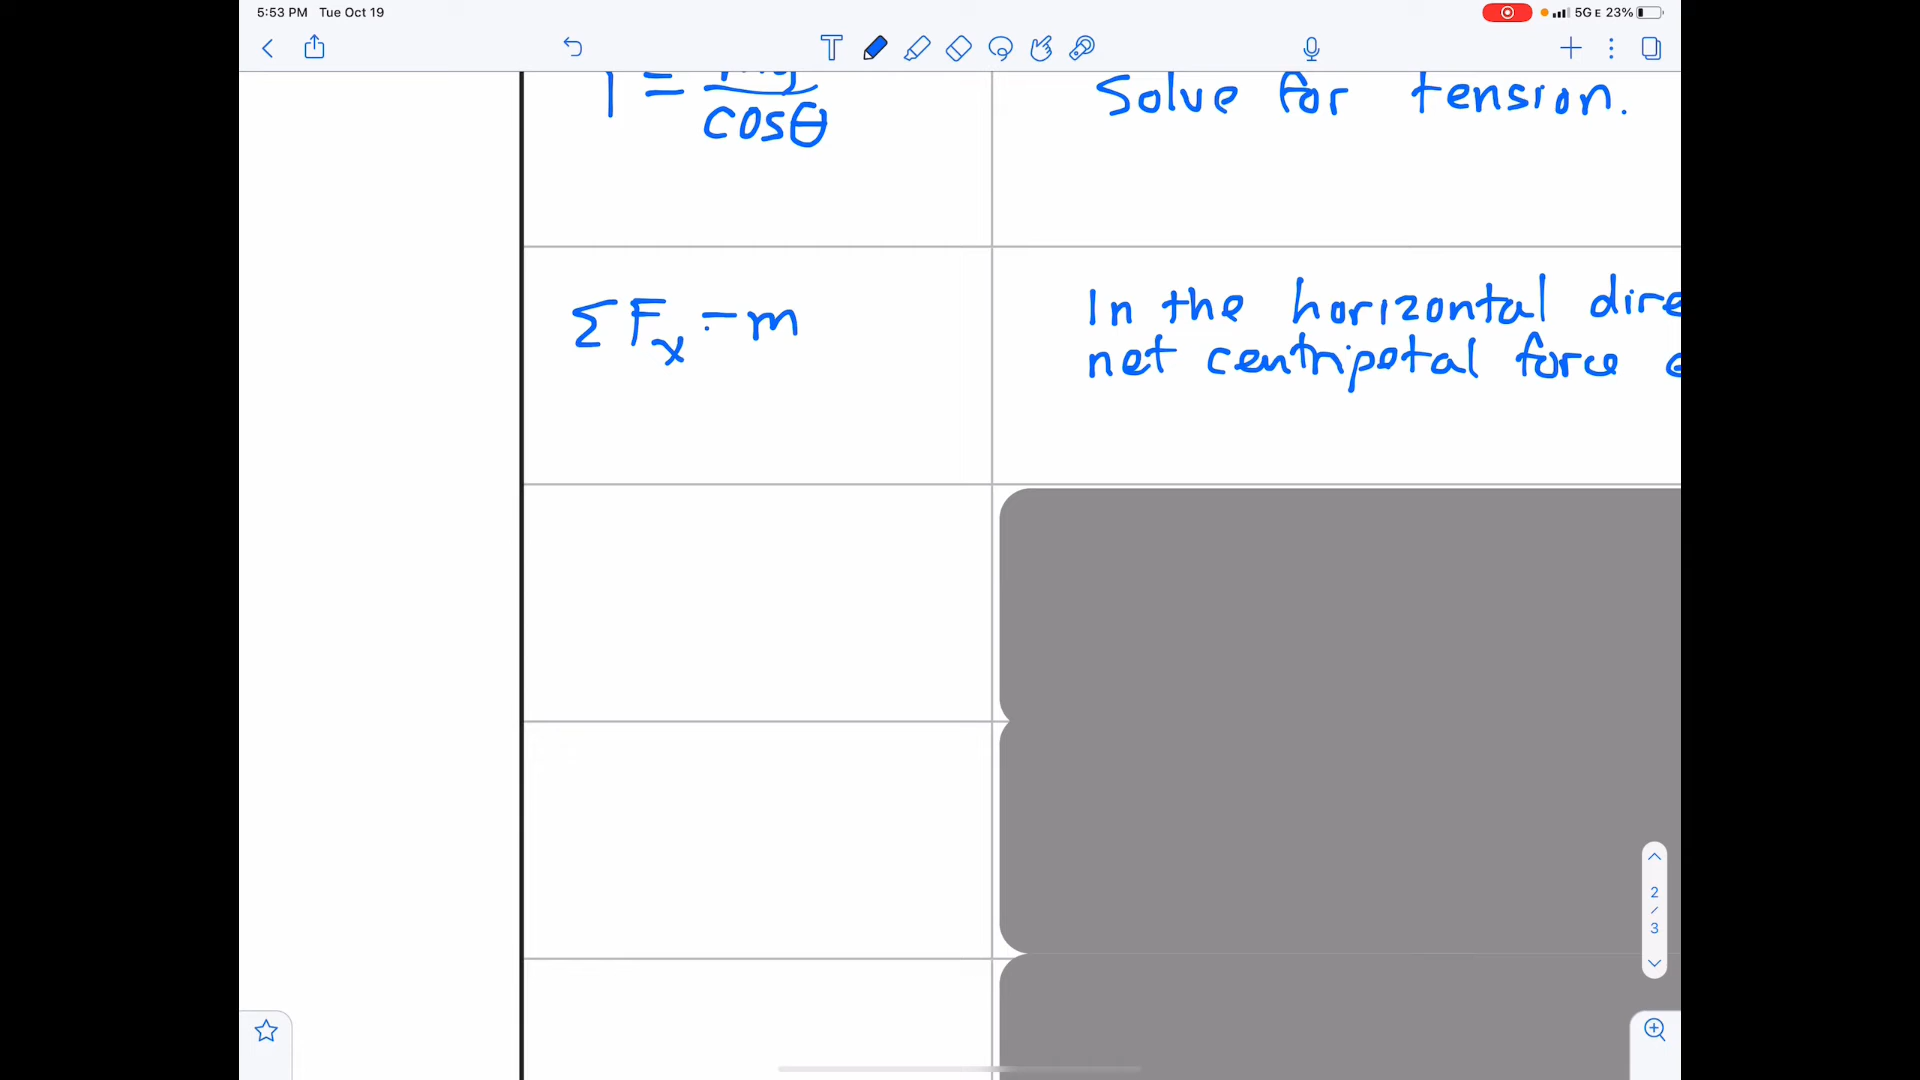 5:53 PM Tue Oct 19
5G E 23%
T =
cosθ
Solve for tension.
ΣFx = m
In the horizontal dire
net centripetal force
2
/
3